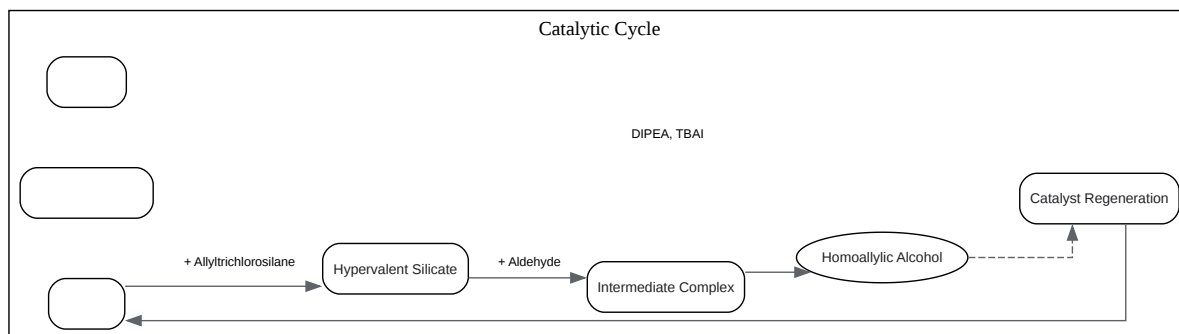 Catalytic Cycle
DIPEA, TBAI
Catalyst Regeneration
+ Allyltrichlorosilane
Hypervalent Silicate
+ Aldehyde
Intermediate Complex
Homoallylic Alcohol